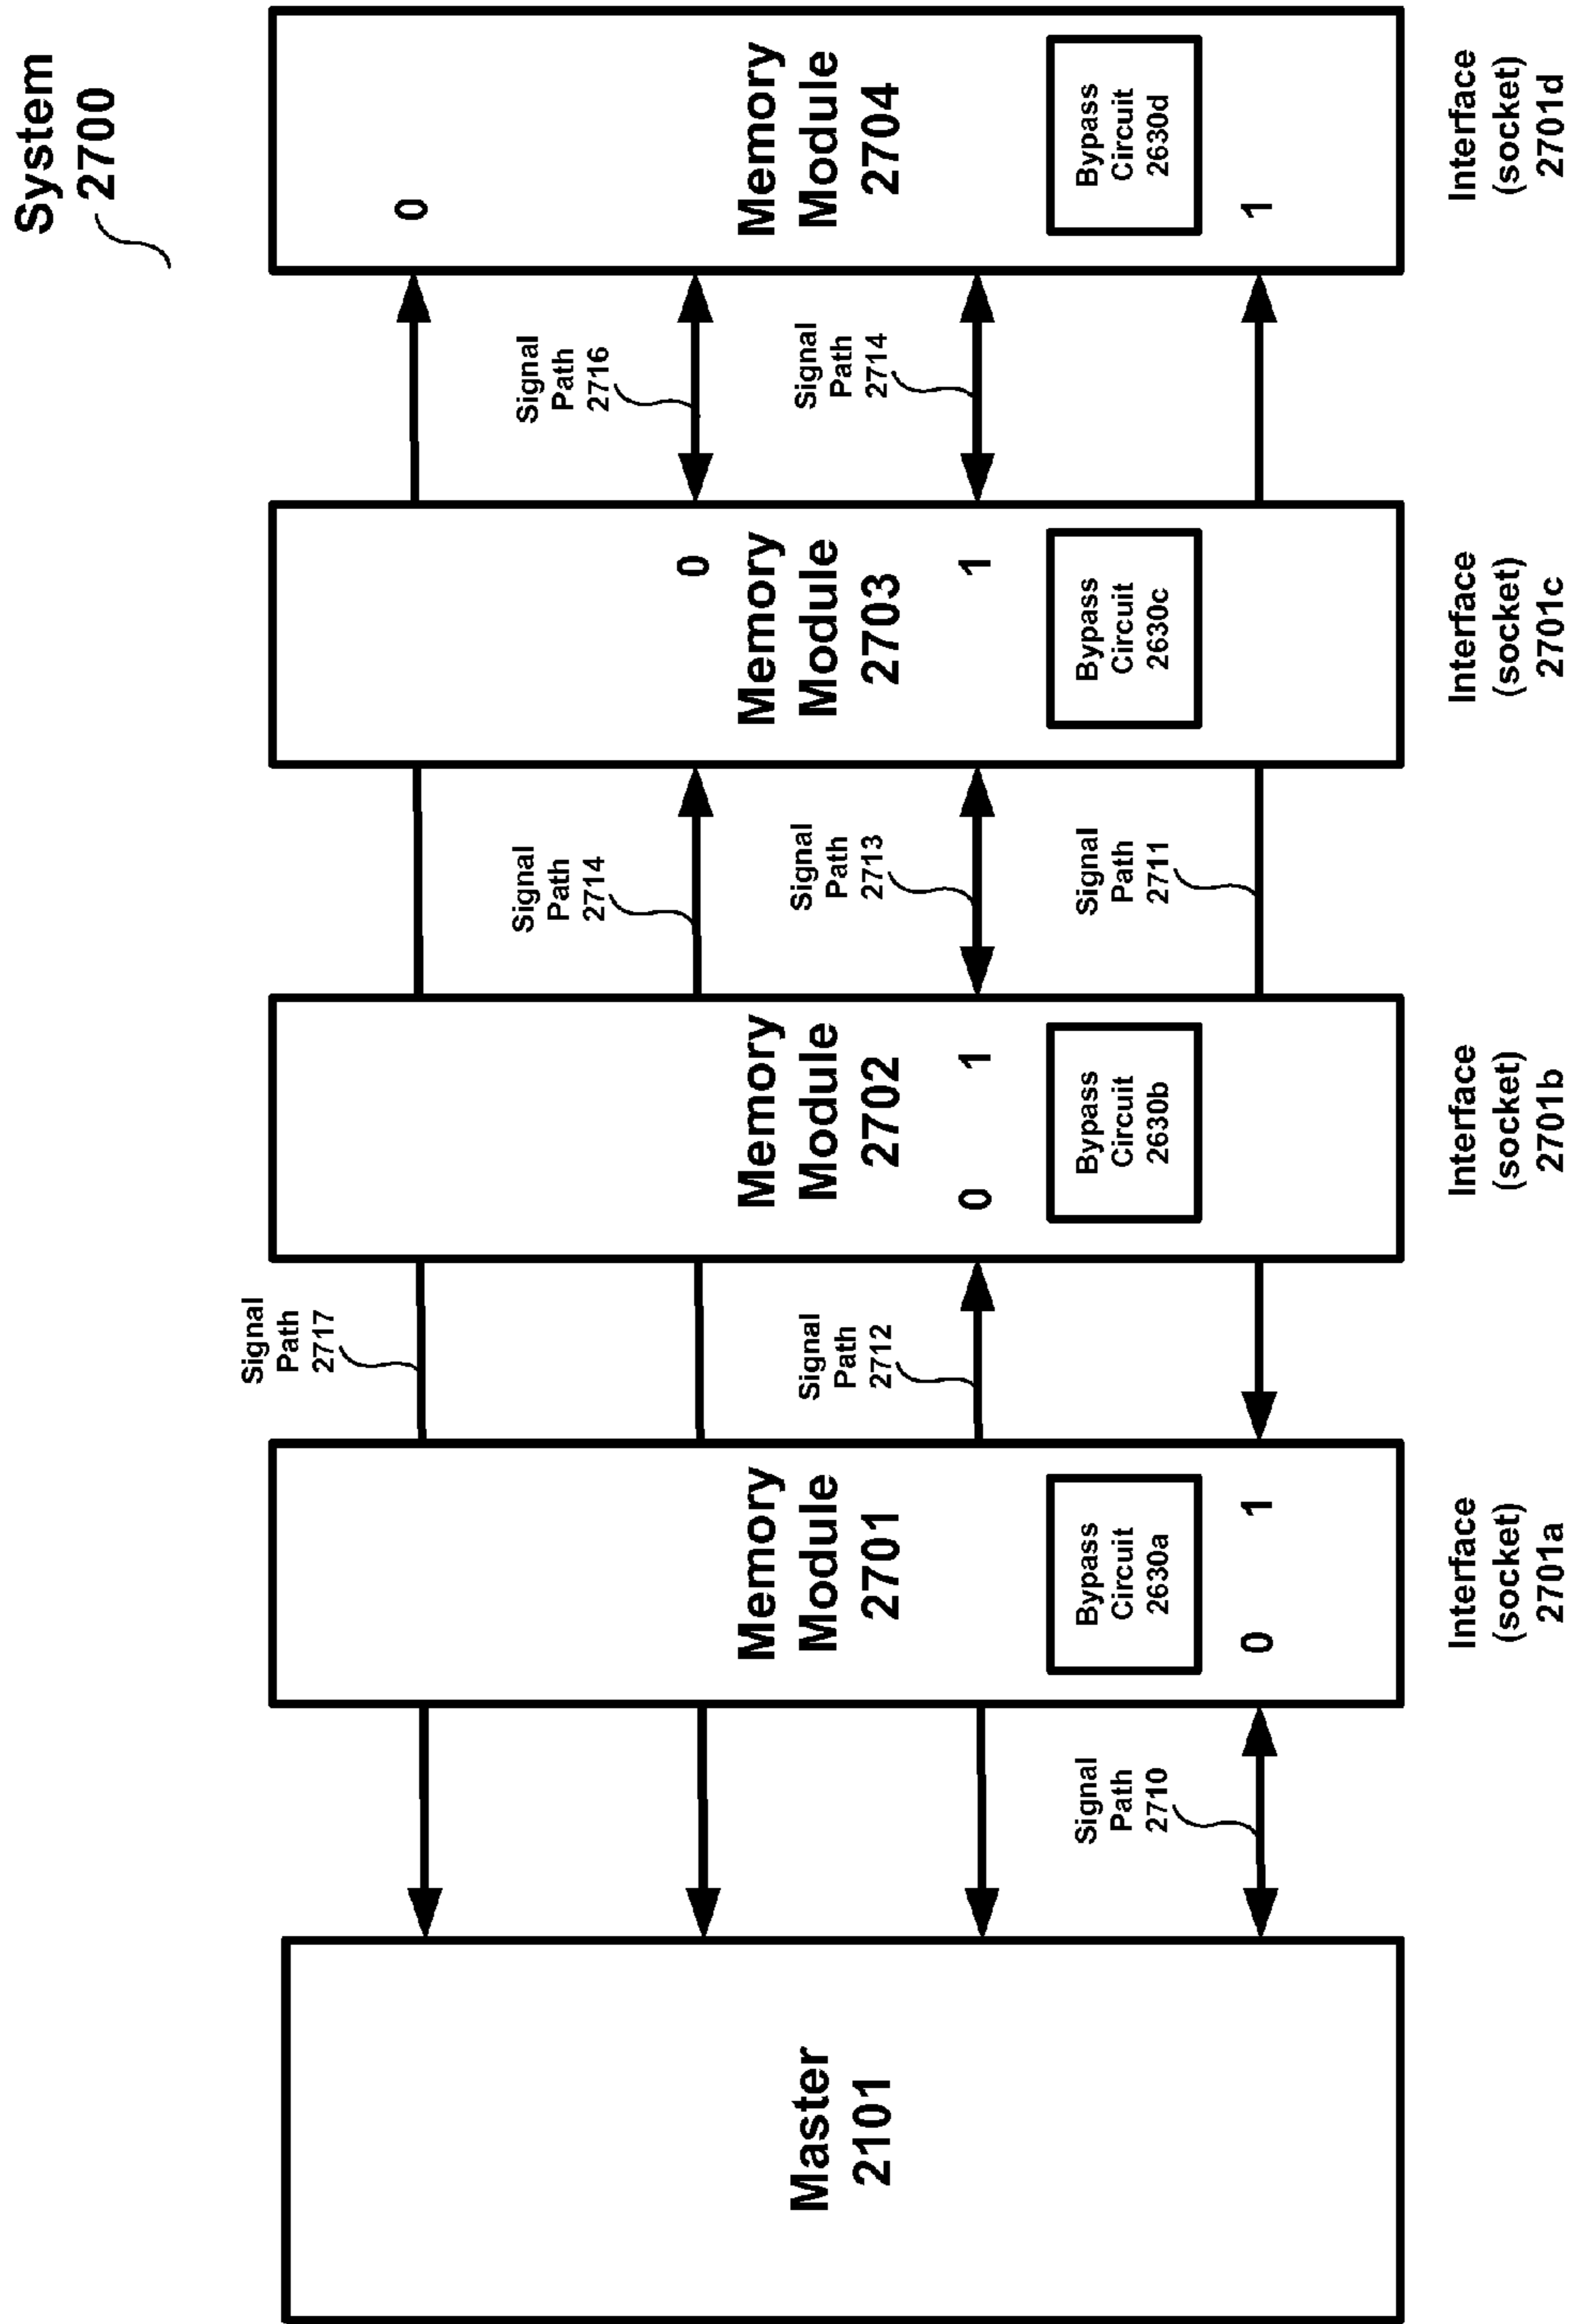 System
2700
Master
2101
Signal
Path
2710
Memory
Module
2701
Bypass
Circuit
2630a
0
1
Interface
(socket)
2701a
Signal
Path
2717
Signal
Path
2712
Memory
Module
2702
0
1
Bypass
Circuit
2630b
Interface
(socket)
2701b
Signal
Path
2714
Signal
Path
2713
Signal
Path
2711
0
Memory
Module
2703
1
Bypass
Circuit
2630c
Interface
(socket)
2701c
Signal
Path
2716
Signal
Path
2714
0
Memory
Module
2704
Bypass
Circuit
2630d
1
Interface
(socket)
2701d